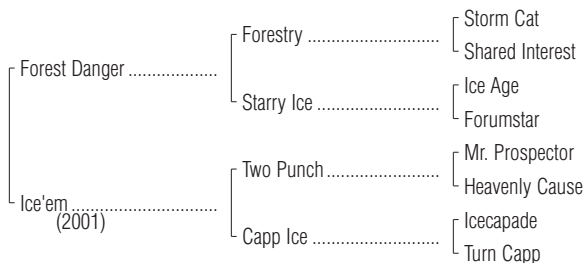 Storm Cat
Forestry ........................................
Shared Interest
Forest Danger .......................
Ice Age
Starry Ice ........................................
Forumstar
Mr. Prospector
Two Punch ........................................
Heavenly Cause
Ice'em ........................................
(2001)
Icecapade
Capp Ice ........................................
Turn Capp